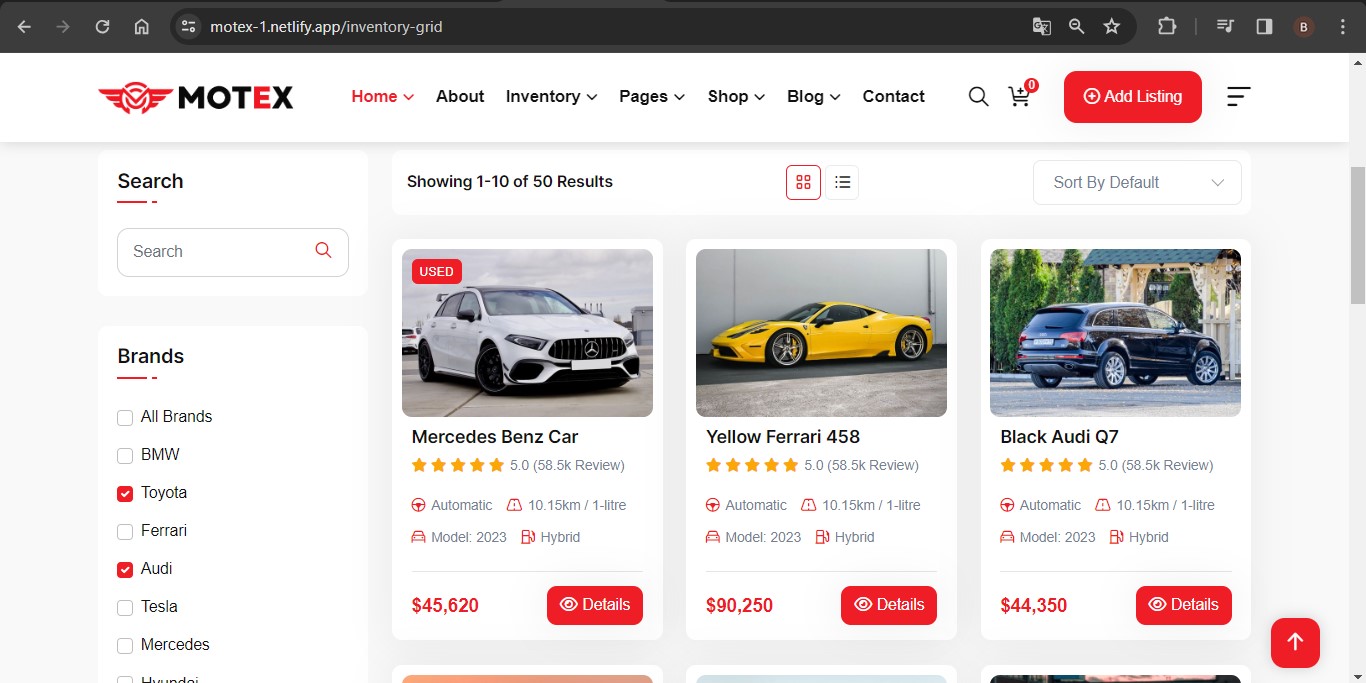 motex-1.netlify.app/inventory-grid
B
MOTEX
Home
About
Inventory
Pages
Shop
Blog
Contact
0
Add Listing
Search
Search
Brands
All Brands
BMW
Toyota
Ferrari
Audi
Tesla
Mercedes
Hyundai
Showing 1-10 of 50 Results
Sort By Default
USED
Mercedes Benz Car
5.0 (58.5k Review)
Automatic 10.15km / 1-litre
Model: 2023 Hybrid
$45,620 Details
Yellow Ferrari 458
5.0 (58.5k Review)
Automatic 10.15km / 1-litre
Model: 2023 Hybrid
$90,250 Details
Black Audi Q7
5.0 (58.5k Review)
Automatic 10.15km / 1-litre
Model: 2023 Hybrid
$44,350 Details